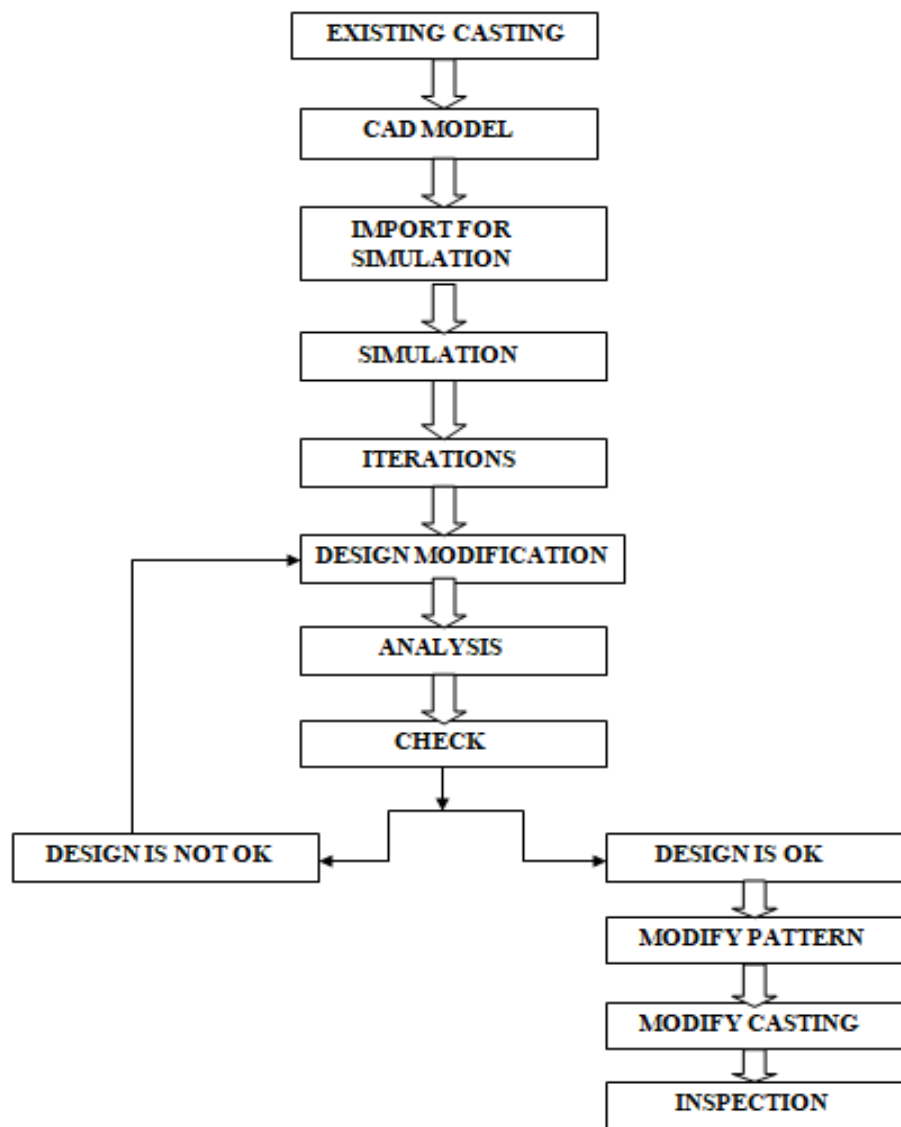 EXISTING CASTING
CAD MODEL
IMPORT FOR
SIMULATION
SIMULATION
ITERATIONS
DESIGN MODIFICATION
ANALYSIS
CHECK
DESIGN IS NOT OK
DESIGN IS OK
MODIFY PATTERN
MODIFY CASTING
INSPECTION